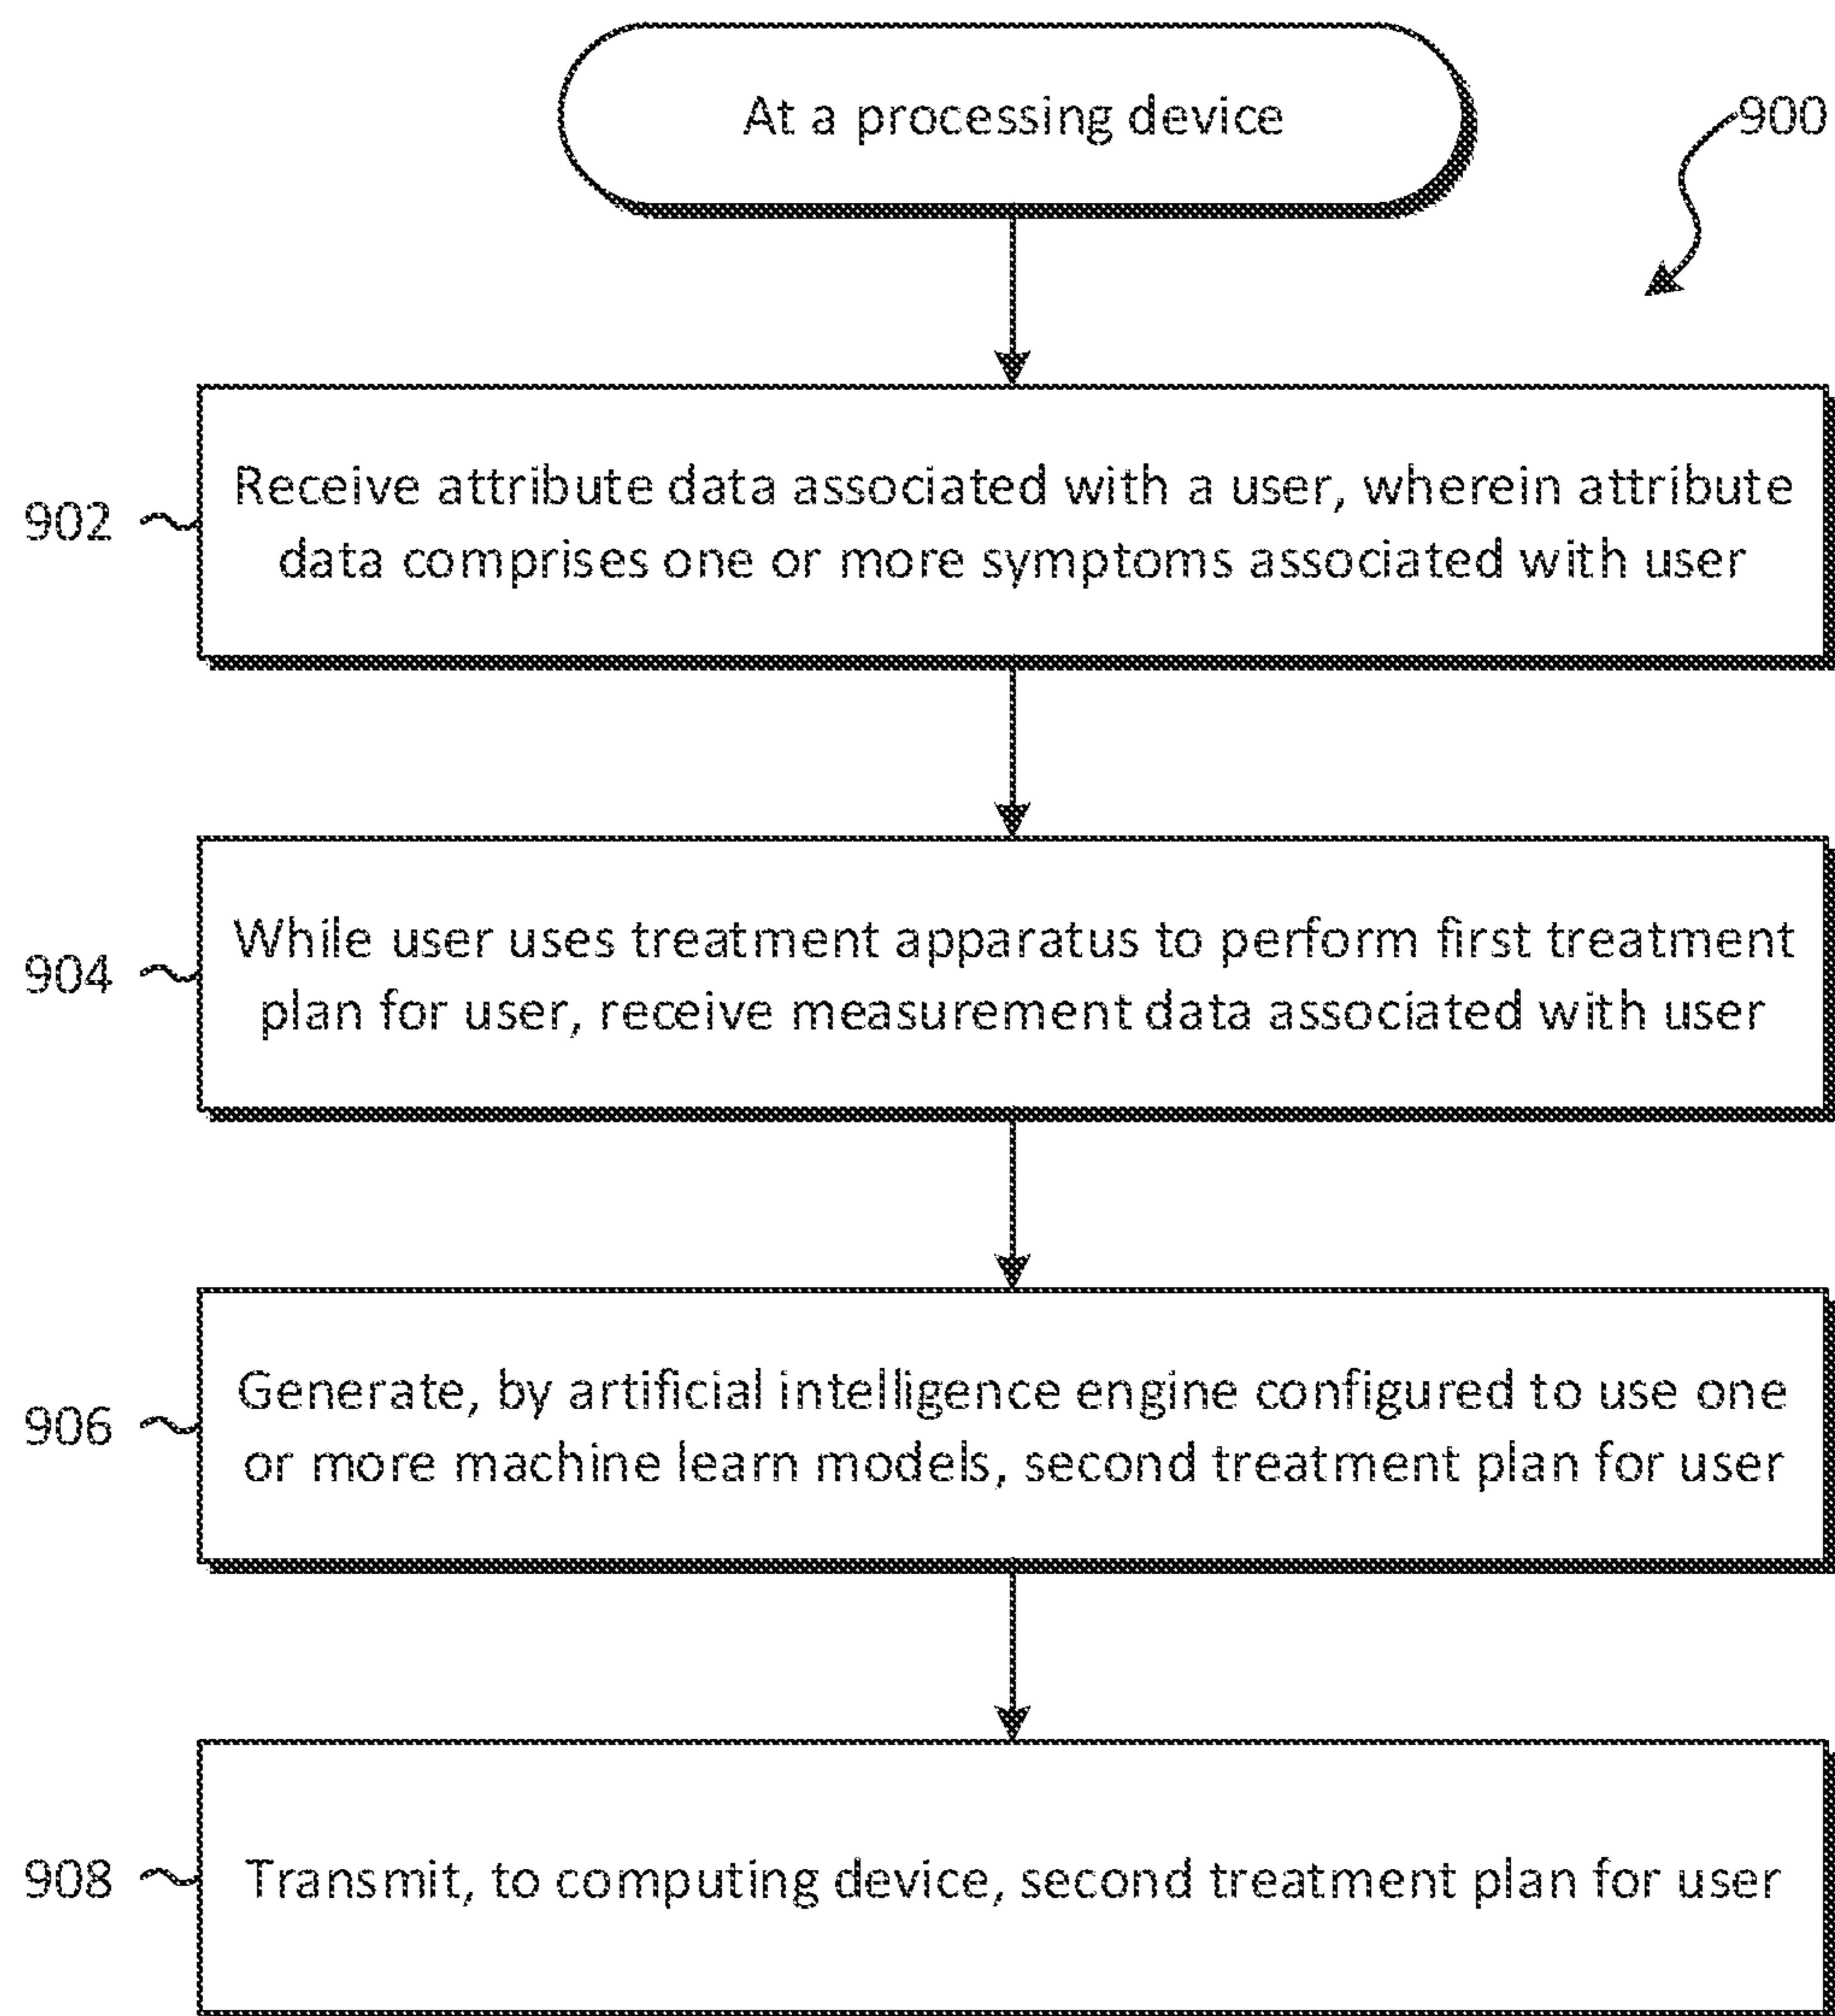 At a processing device
900
902
Receive attribute data associated with a user, wherein attribute
data comprises one or more symptoms associated with user
904
While user uses treatment apparatus to perform first treatment
plan for user, receive measurement data associated with user
906
Generate, by artificial intelligence engine configured to use one
or more machine learn models, second treatment plan for user
908
Transmit, to computing device, second treatment plan for user